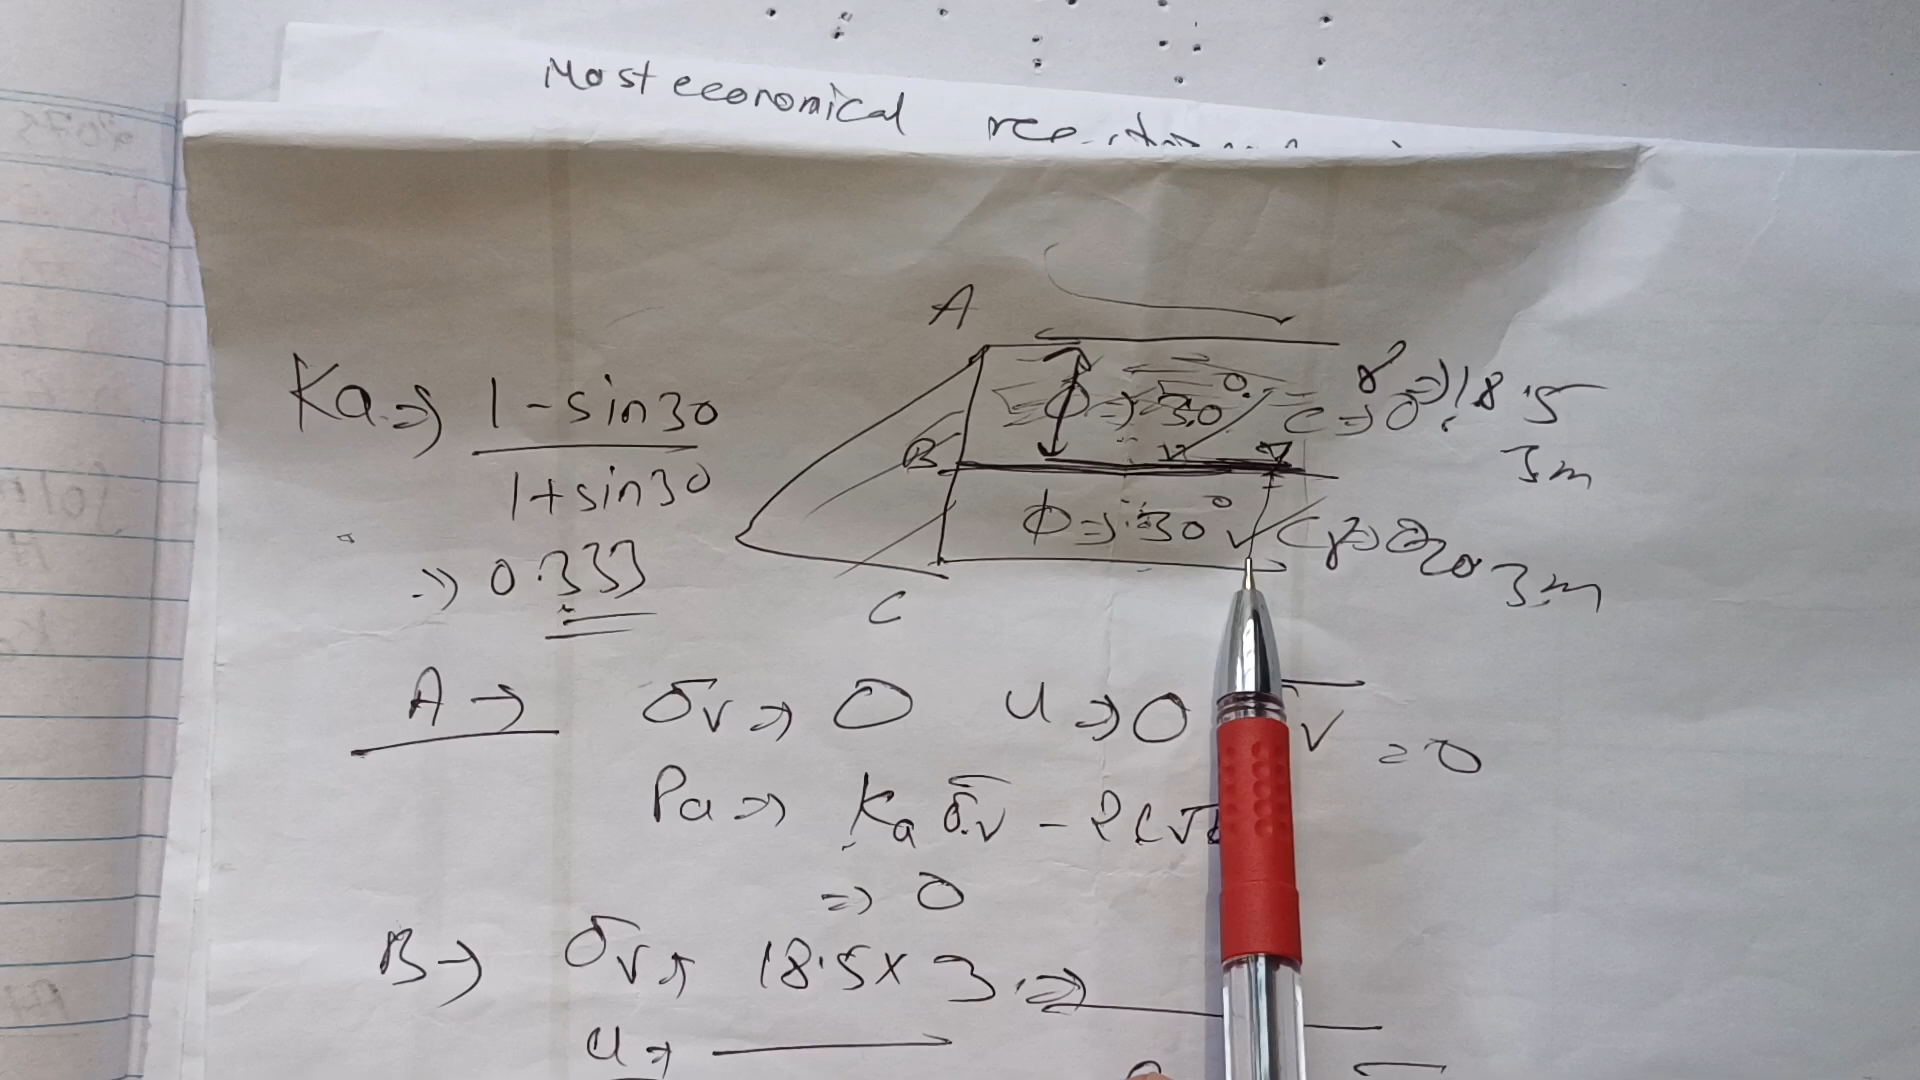 Most economical
A
Ka ⇒ 1 - sin30
1 + sin30
⇒ 0.333
γ ⇒ 18.5
ϕ ⇒ 30° C ⇒ 0
3m
B
ϕ ⇒ 30°
3m
C
A → σv ⇒ 0 u ⇒ 0 v = 0
Pa ⇒ Ka σ̄v - 2C√
⇒ 0
B → σv ⇒ 18.5 × 3 ⇒
u ⇒